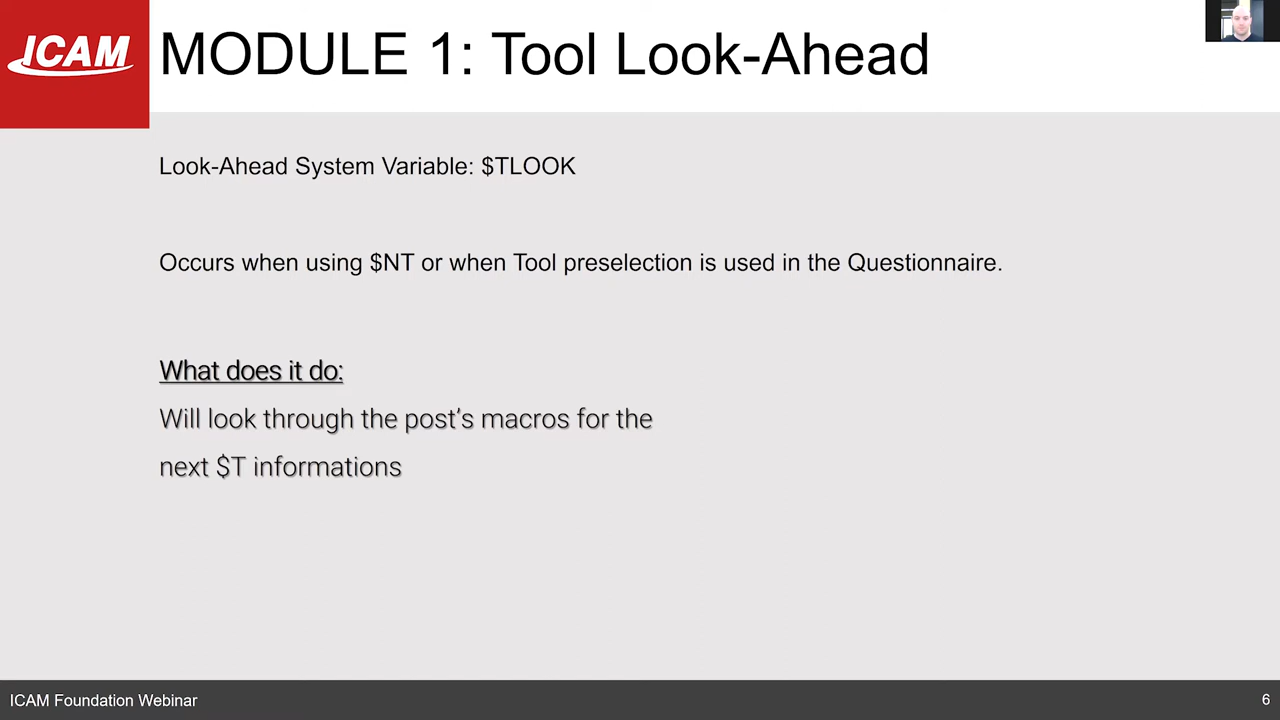 ICAM
MODULE 1: Tool Look-Ahead
Look-Ahead System Variable: $TLOOK
Occurs when using $NT or when Tool preselection is used in the Questionnaire.
What does it do:
Will look through the post's macros for the
next $T informations
ICAM Foundation Webinar
6